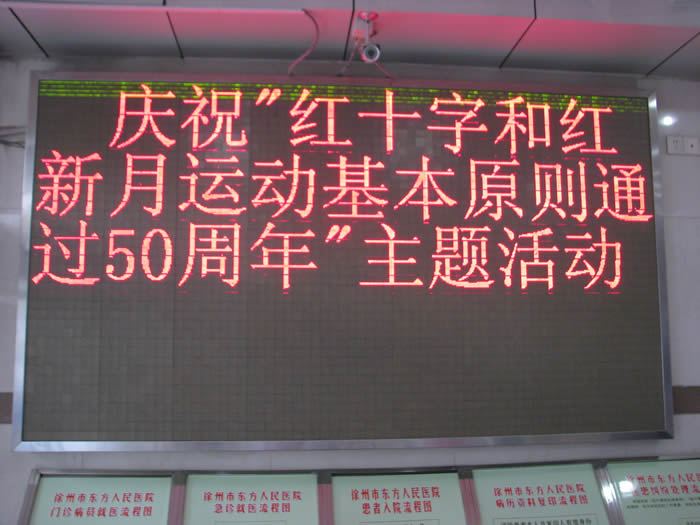 庆祝"红十字和红
新月运动基本原则通
过50周年"主题活动
徐州市东方人民医院
门诊病员就医流程图
徐州市东方人民医院
急诊就医流程图
徐州市东方人民医院
患者入院流程图
徐州市东方人民医院
病历资料复印流程图
徐州市东方人民医院